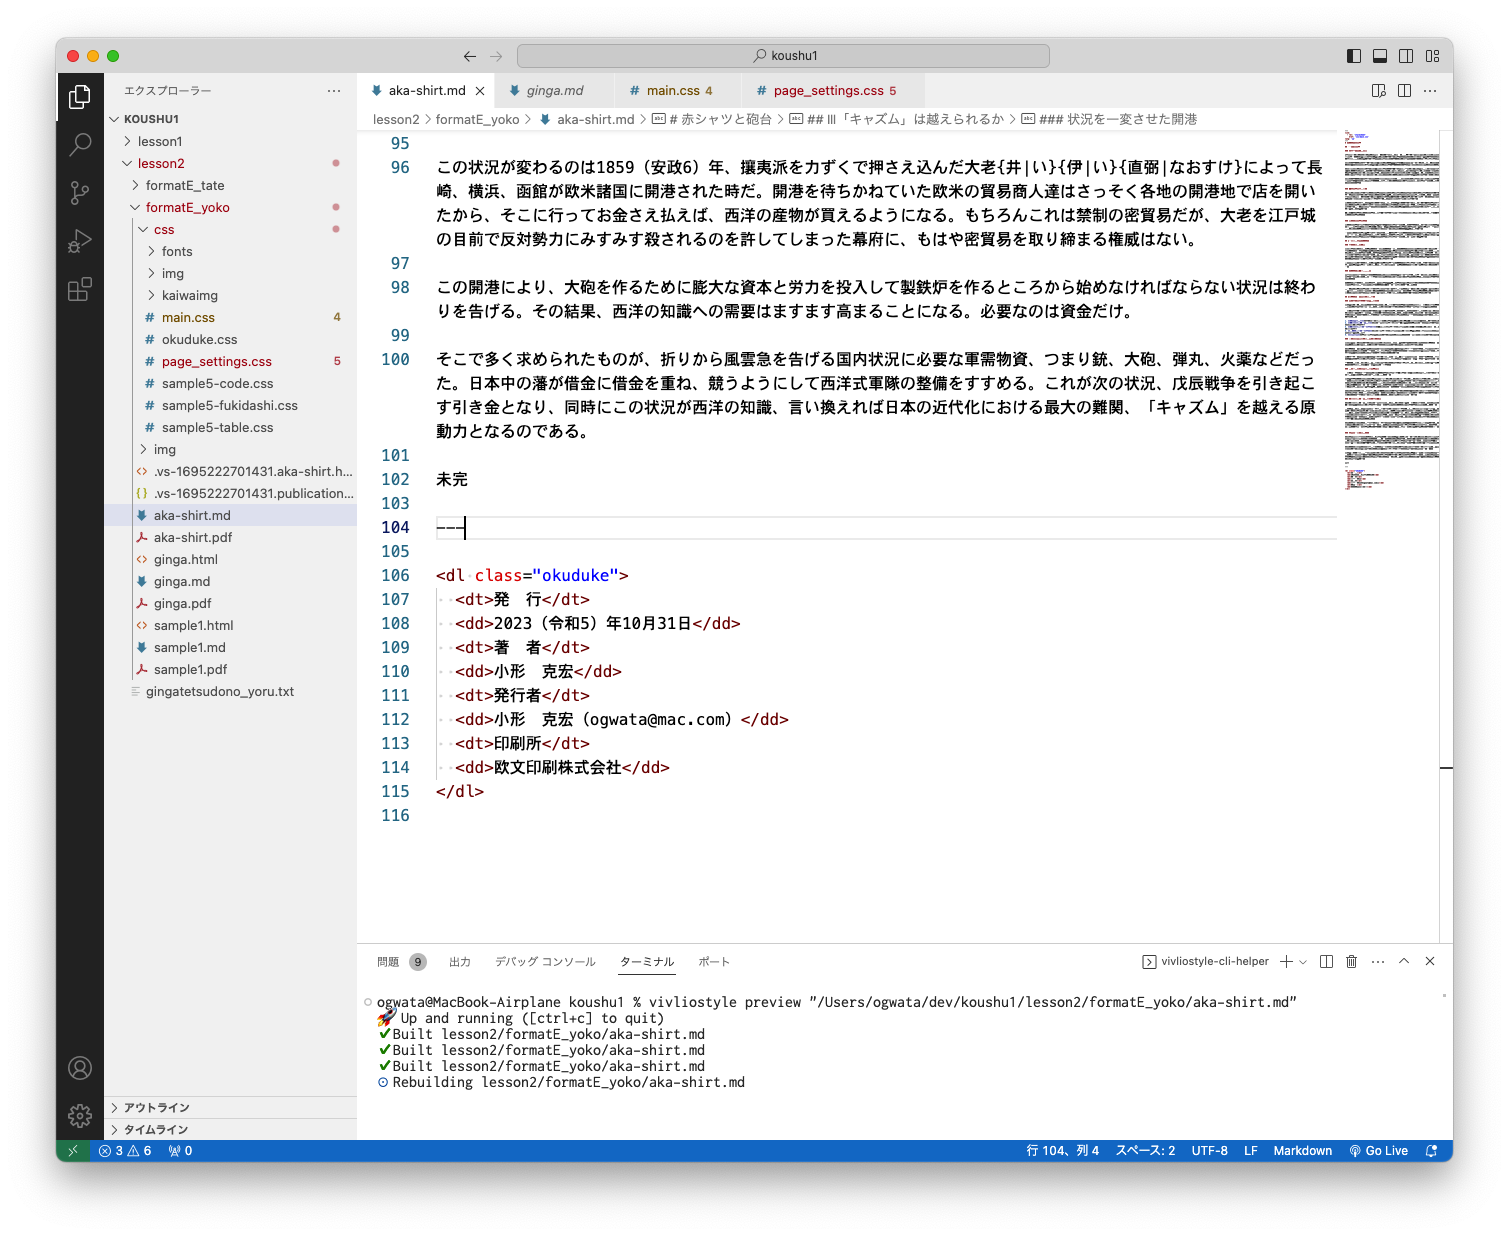 koushu1
エクスプローラー
KOUSHU1
lesson1
lesson2
formatE_tate
formatE_yoko
css
fonts
img
kaiwaimg
main.css 4
okuduke.css
page_settings.css 5
sample5-code.css
sample5-fukidashi.css
sample5-table.css
img
.vs-1695222701431.aka-shirt.h...
.vs-1695222701431.publication...
aka-shirt.md
aka-shirt.pdf
ginga.html
ginga.md
ginga.pdf
sample1.html
sample1.md
sample1.pdf
gingatetsudono_yoru.txt
アウトライン
タイムライン
aka-shirt.md ginga.md main.css 4 page_settings.css 5
lesson2 > formatE_yoko > aka-shirt.md > # 赤シャツと砲台 > ## III「キャズム」は越えられるか > ### 状況を一変させた開港
95
96 この状況が変わるのは1859（安政6）年、攘夷派を力ずくで押さえ込んだ大老{井|い}{伊|い}{直弼|なおすけ}によって長
崎、横浜、函館が欧米諸国に開港された時だ。開港を待ちかねていた欧米の貿易商人達はさっそく各地の開港地で店を開い
たから、そこに行ってお金さえ払えば、西洋の産物が買えるようになる。もちろんこれは禁制の密貿易だが、大老を江戸城
の目前で反対勢力にみすみす殺されるのを許してしまった幕府に、もはや密貿易を取り締まる権威はない。
97
98 この開港により、大砲を作るために膨大な資本と労力を投入して製鉄炉を作るところから始めなければならない状況は終わ
りを告げる。その結果、西洋の知識への需要はますます高まることになる。必要なのは資金だけ。
99
100 そこで多く求められたものが、折りから風雲急を告げる国内状況に必要な軍需物資、つまり銃、大砲、弾丸、火薬などだっ
た。日本中の藩が借金に借金を重ね、競うようにして西洋式軍隊の整備をすすめる。これが次の状況、戊辰戦争を引き起こ
す引き金となり、同時にこの状況が西洋の知識、言い換えれば日本の近代化における最大の難関、「キャズム」を越える原
動力となるのである。
101
102 未完
103
104 ---
105
106 <dl class="okuduke">
107 <dt>発　行</dt>
108 <dd>2023（令和5）年10月31日</dd>
109 <dt>著　者</dt>
110 <dd>小形　克宏</dd>
111 <dt>発行者</dt>
112 <dd>小形　克宏（ogwata@mac.com）</dd>
113 <dt>印刷所</dt>
114 <dd>欧文印刷株式会社</dd>
115 </dl>
116
問題 9 出力 デバッグ コンソール ターミナル ポート vivliostyle-cli-helper
ogwata@MacBook-Airplane koushu1 % vivliostyle preview "/Users/ogwata/dev/koushu1/lesson2/formatE_yoko/aka-shirt.md"
Up and running ([ctrl+c] to quit)
Built lesson2/formatE_yoko/aka-shirt.md
Built lesson2/formatE_yoko/aka-shirt.md
Built lesson2/formatE_yoko/aka-shirt.md
Rebuilding lesson2/formatE_yoko/aka-shirt.md
3 6 0 行 104、列 4 スペース: 2 UTF-8 LF Markdown Go Live